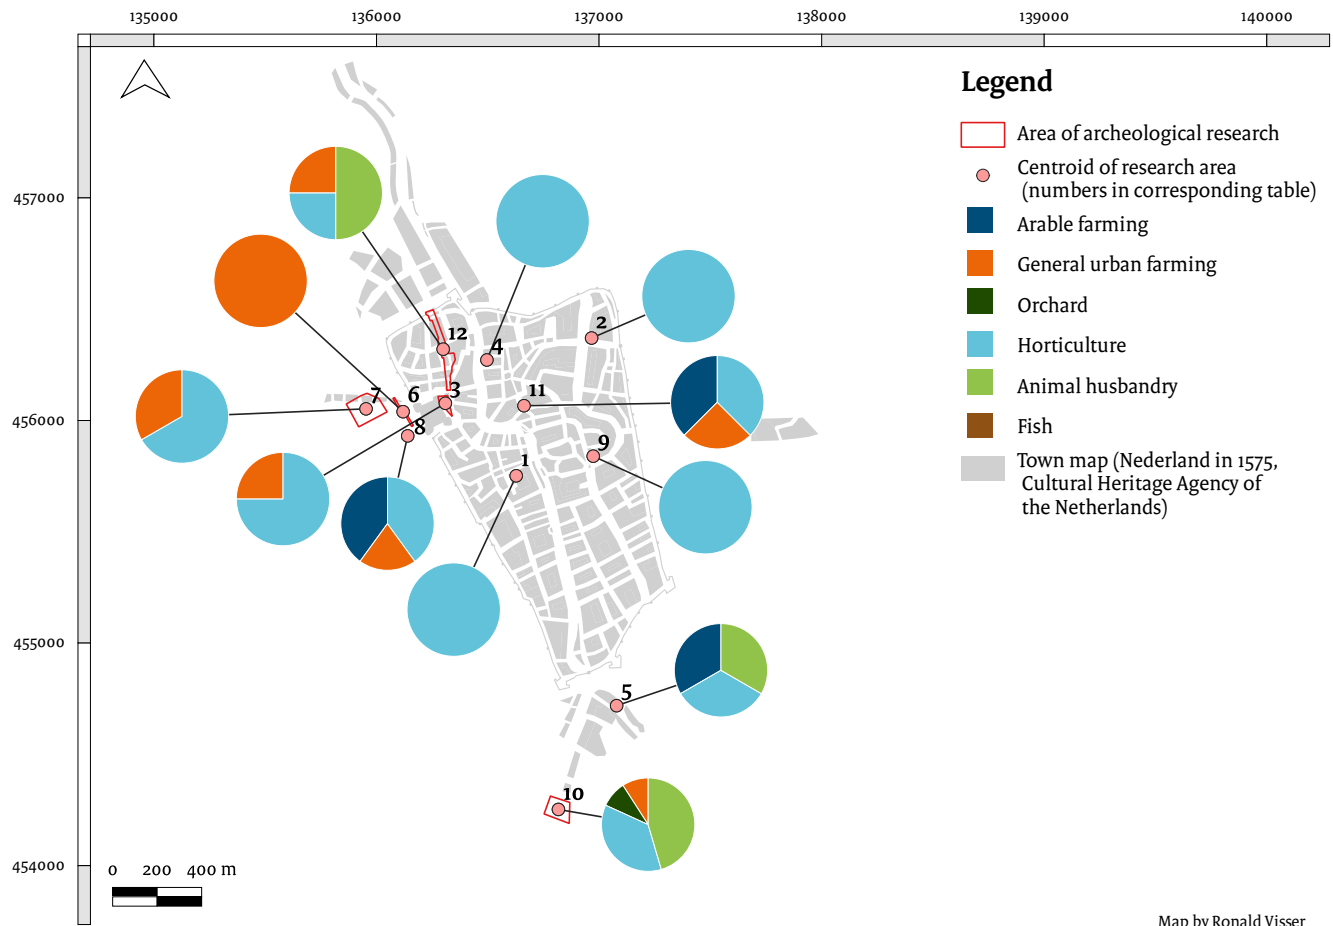 135000 136000 137000 138000 139000 140000
457000
456000
455000
454000
12
4
2
7
6
3
11
8
9
1
5
10
0 200 400 m
Legend
Area of archeological research
Centroid of research area
(numbers in corresponding table)
Arable farming
General urban farming
Orchard
Horticulture
Animal husbandry
Fish
Town map (Nederland in 1575,
Cultural Heritage Agency of
the Netherlands)
Map by Ronald Visser